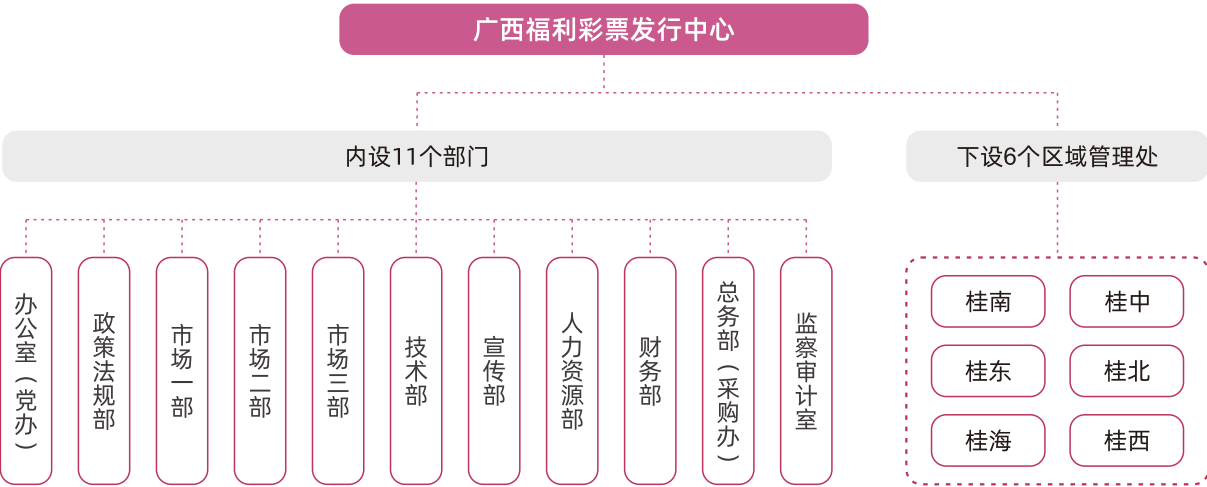 广西福利彩票发行中心
内设11个部门
下设6个区域管理处
办公室（党办）
政策法规部
市场一部
市场二部
市场三部
技术部
宣传部
人力资源部
财务部
总务部（采购办）
监察审计室
桂南
桂中
桂东
桂北
桂海
桂西